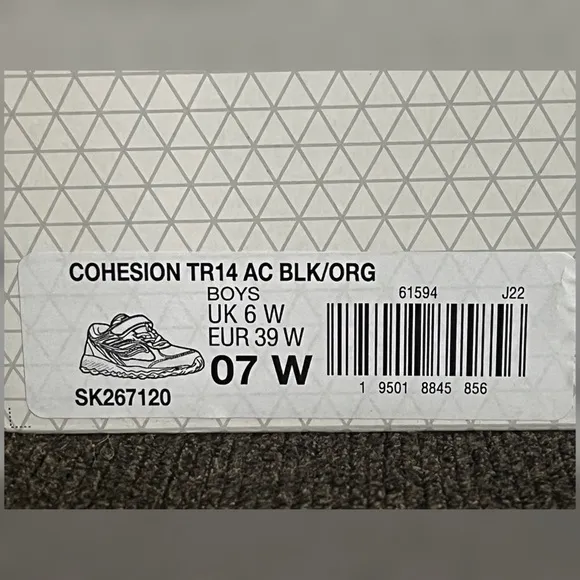 COHESION TR14 AC BLK/ORG
BOYS
UK 6 W
EUR 39 W
07 W
SK267120
61594 J22
1 9501 8845 856